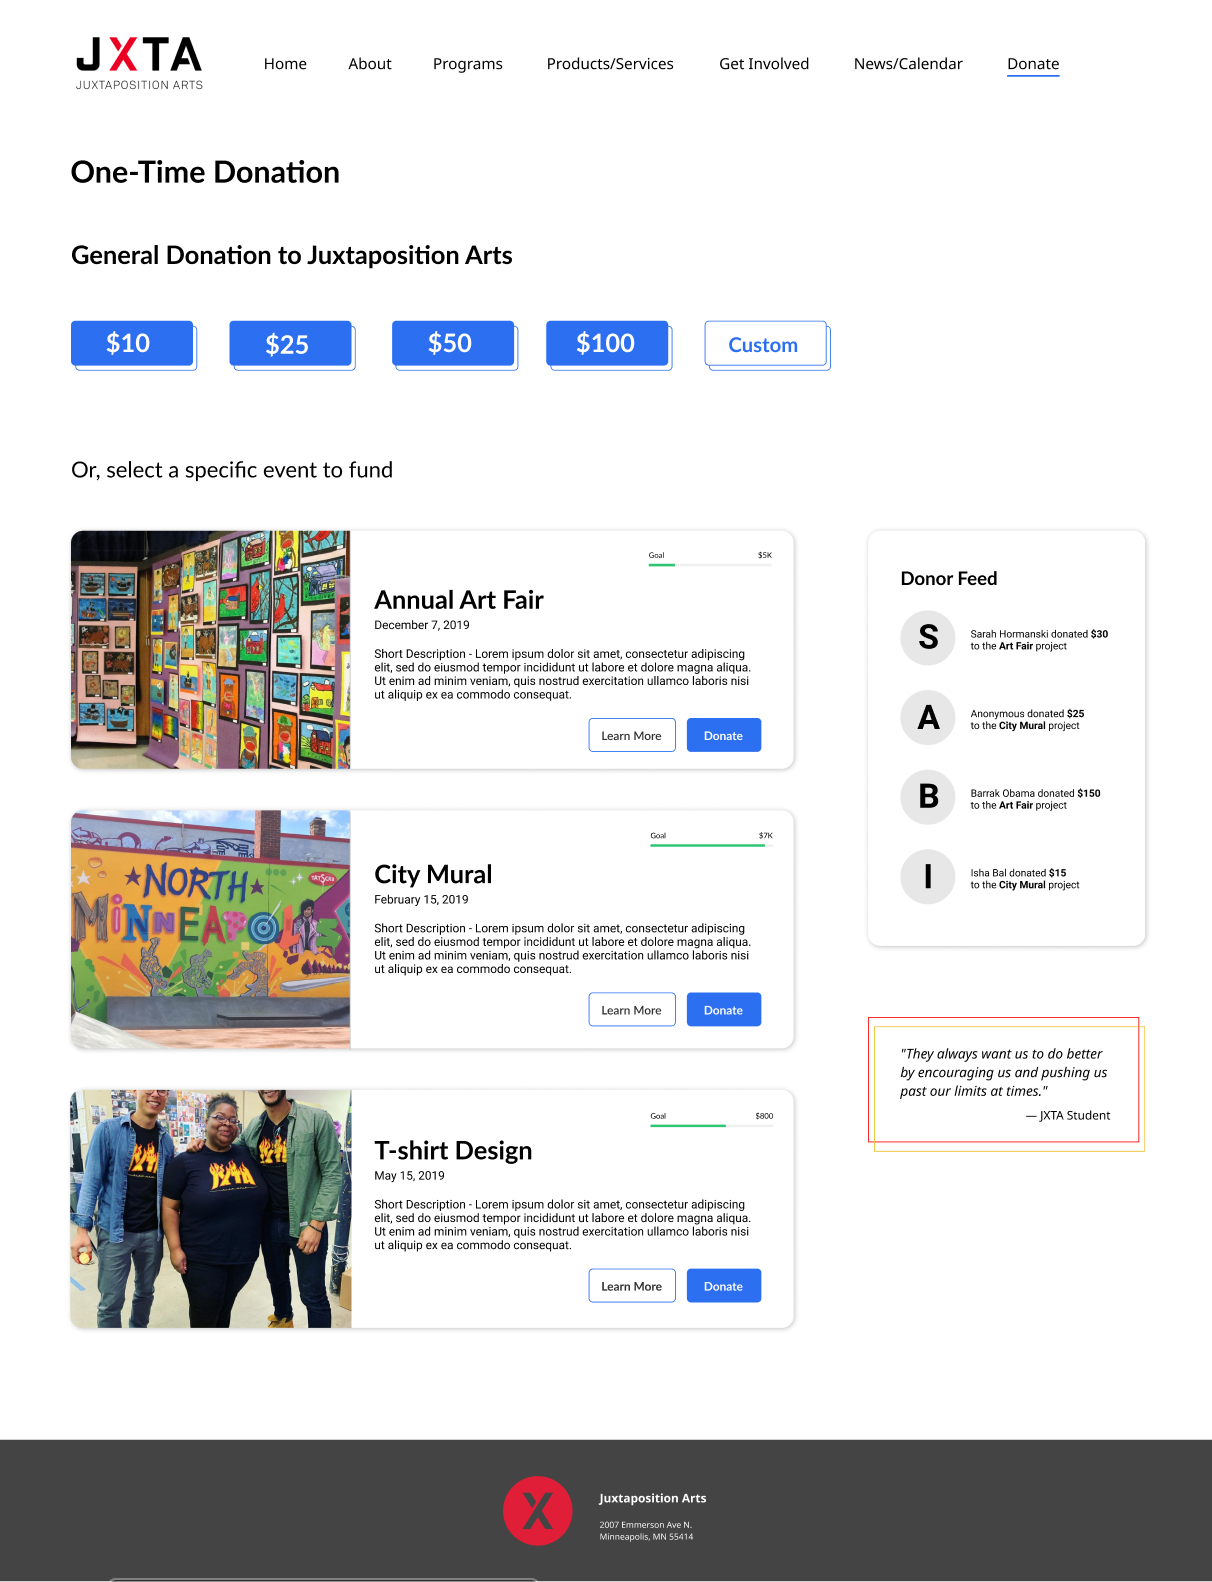 JXTA
JUXTAPOSITION ARTS
Home About Programs Products/Services Get Involved News/Calendar Donate
One-Time Donation
General Donation to Juxtaposition Arts
$10 $25 $50 $100 Custom
Or, select a specific event to fund
Goal $5K
Annual Art Fair
December 7, 2019
Short Description - Lorem ipsum dolor sit amet, consectetur adipiscing
elit, sed do eiusmod tempor incididunt ut labore et dolore magna aliqua.
Ut enim ad minim veniam, quis nostrud exercitation ullamco laboris nisi
ut aliquip ex ea commodo consequat.
Learn More Donate
NORTH
MINNEAPOLIS
Goal $7K
City Mural
February 15, 2019
Short Description - Lorem ipsum dolor sit amet, consectetur adipiscing
elit, sed do eiusmod tempor incididunt ut labore et dolore magna aliqua.
Ut enim ad minim veniam, quis nostrud exercitation ullamco laboris nisi
ut aliquip ex ea commodo consequat.
Learn More Donate
JXTA
JXTA
JXTA
Goal $800
T-shirt Design
May 15, 2019
Short Description - Lorem ipsum dolor sit amet, consectetur adipiscing
elit, sed do eiusmod tempor incididunt ut labore et dolore magna aliqua.
Ut enim ad minim veniam, quis nostrud exercitation ullamco laboris nisi
ut aliquip ex ea commodo consequat.
Learn More Donate
Donor Feed
S
Sarah Hormanski donated $30
to the Art Fair project
A
Anonymous donated $25
to the City Mural project
B
Barrak Obama donated $150
to the Art Fair project
I
Isha Bal donated $15
to the City Mural project
"They always want us to do better
by encouraging us and pushing us
past our limits at times."
— JXTA Student
X
Juxtaposition Arts
2007 Emmerson Ave N.
Minneapolis, MN 55414